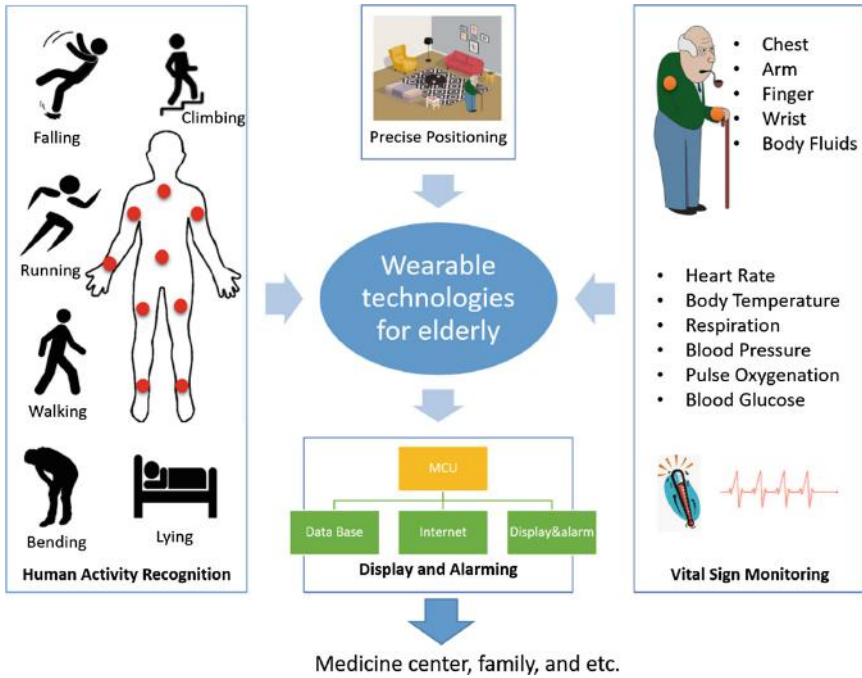 Falling
Climbing
Running
Walking
Bending
Lying
Human Activity Recognition
Precise Positioning
Wearable
technologies
for elderly
MCU
Data Base
Internet
Display&alarm
Display and Alarming
Medicine center, family, and etc.
• Chest
• Arm
• Finger
• Wrist
• Body Fluids
• Heart Rate
• Body Temperature
• Respiration
• Blood Pressure
• Pulse Oxygenation
• Blood Glucose
Vital Sign Monitoring